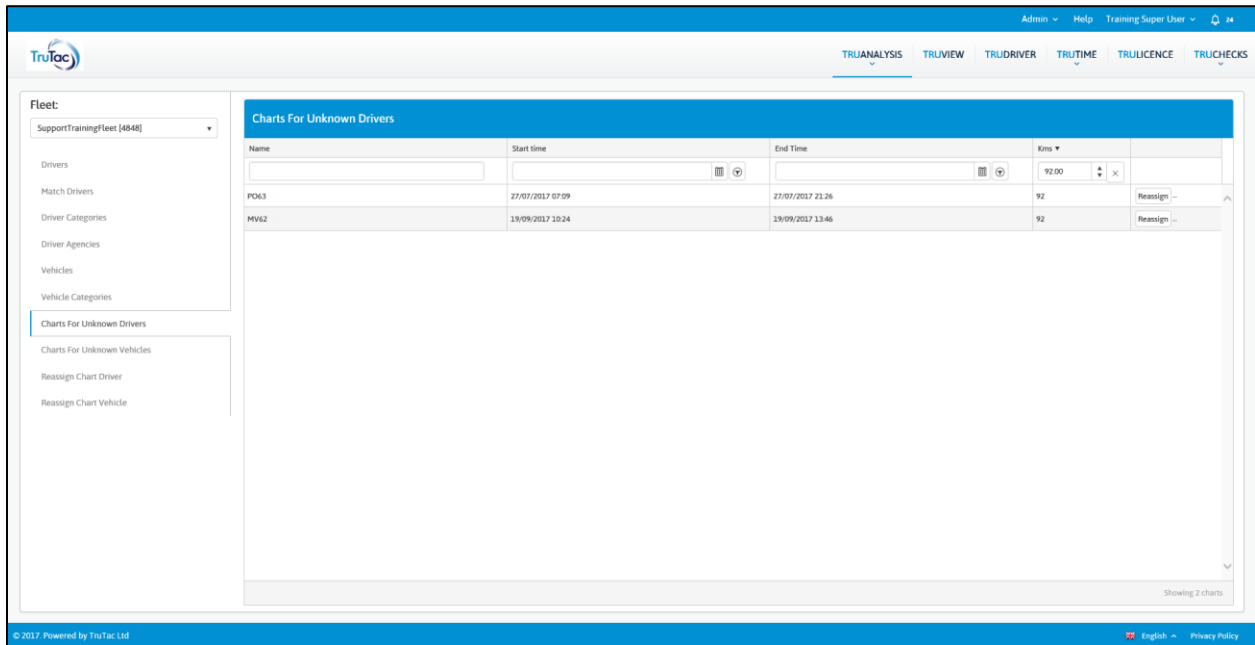 Admin Help Training Super User 24
TruTac
TRUANALYSIS TRUVIEW TRUDRIVER TRUTIME TRULICENCE TRUCHECKS
Fleet:
SupportTrainingFleet [4848]
Drivers
Match Drivers
Driver Categories
Driver Agencies
Vehicles
Vehicle Categories
Charts For Unknown Drivers
Charts For Unknown Vehicles
Reassign Chart Driver
Reassign Chart Vehicle
Charts For Unknown Drivers
Name Start time End Time Kms ▼
92.00
PO63 27/07/2017 07:09 27/07/2017 21:26 92 Reassign ...
MV62 19/09/2017 10:24 19/09/2017 13:46 92 Reassign ...
Showing 2 charts
© 2017. Powered by TruTac Ltd English Privacy Policy